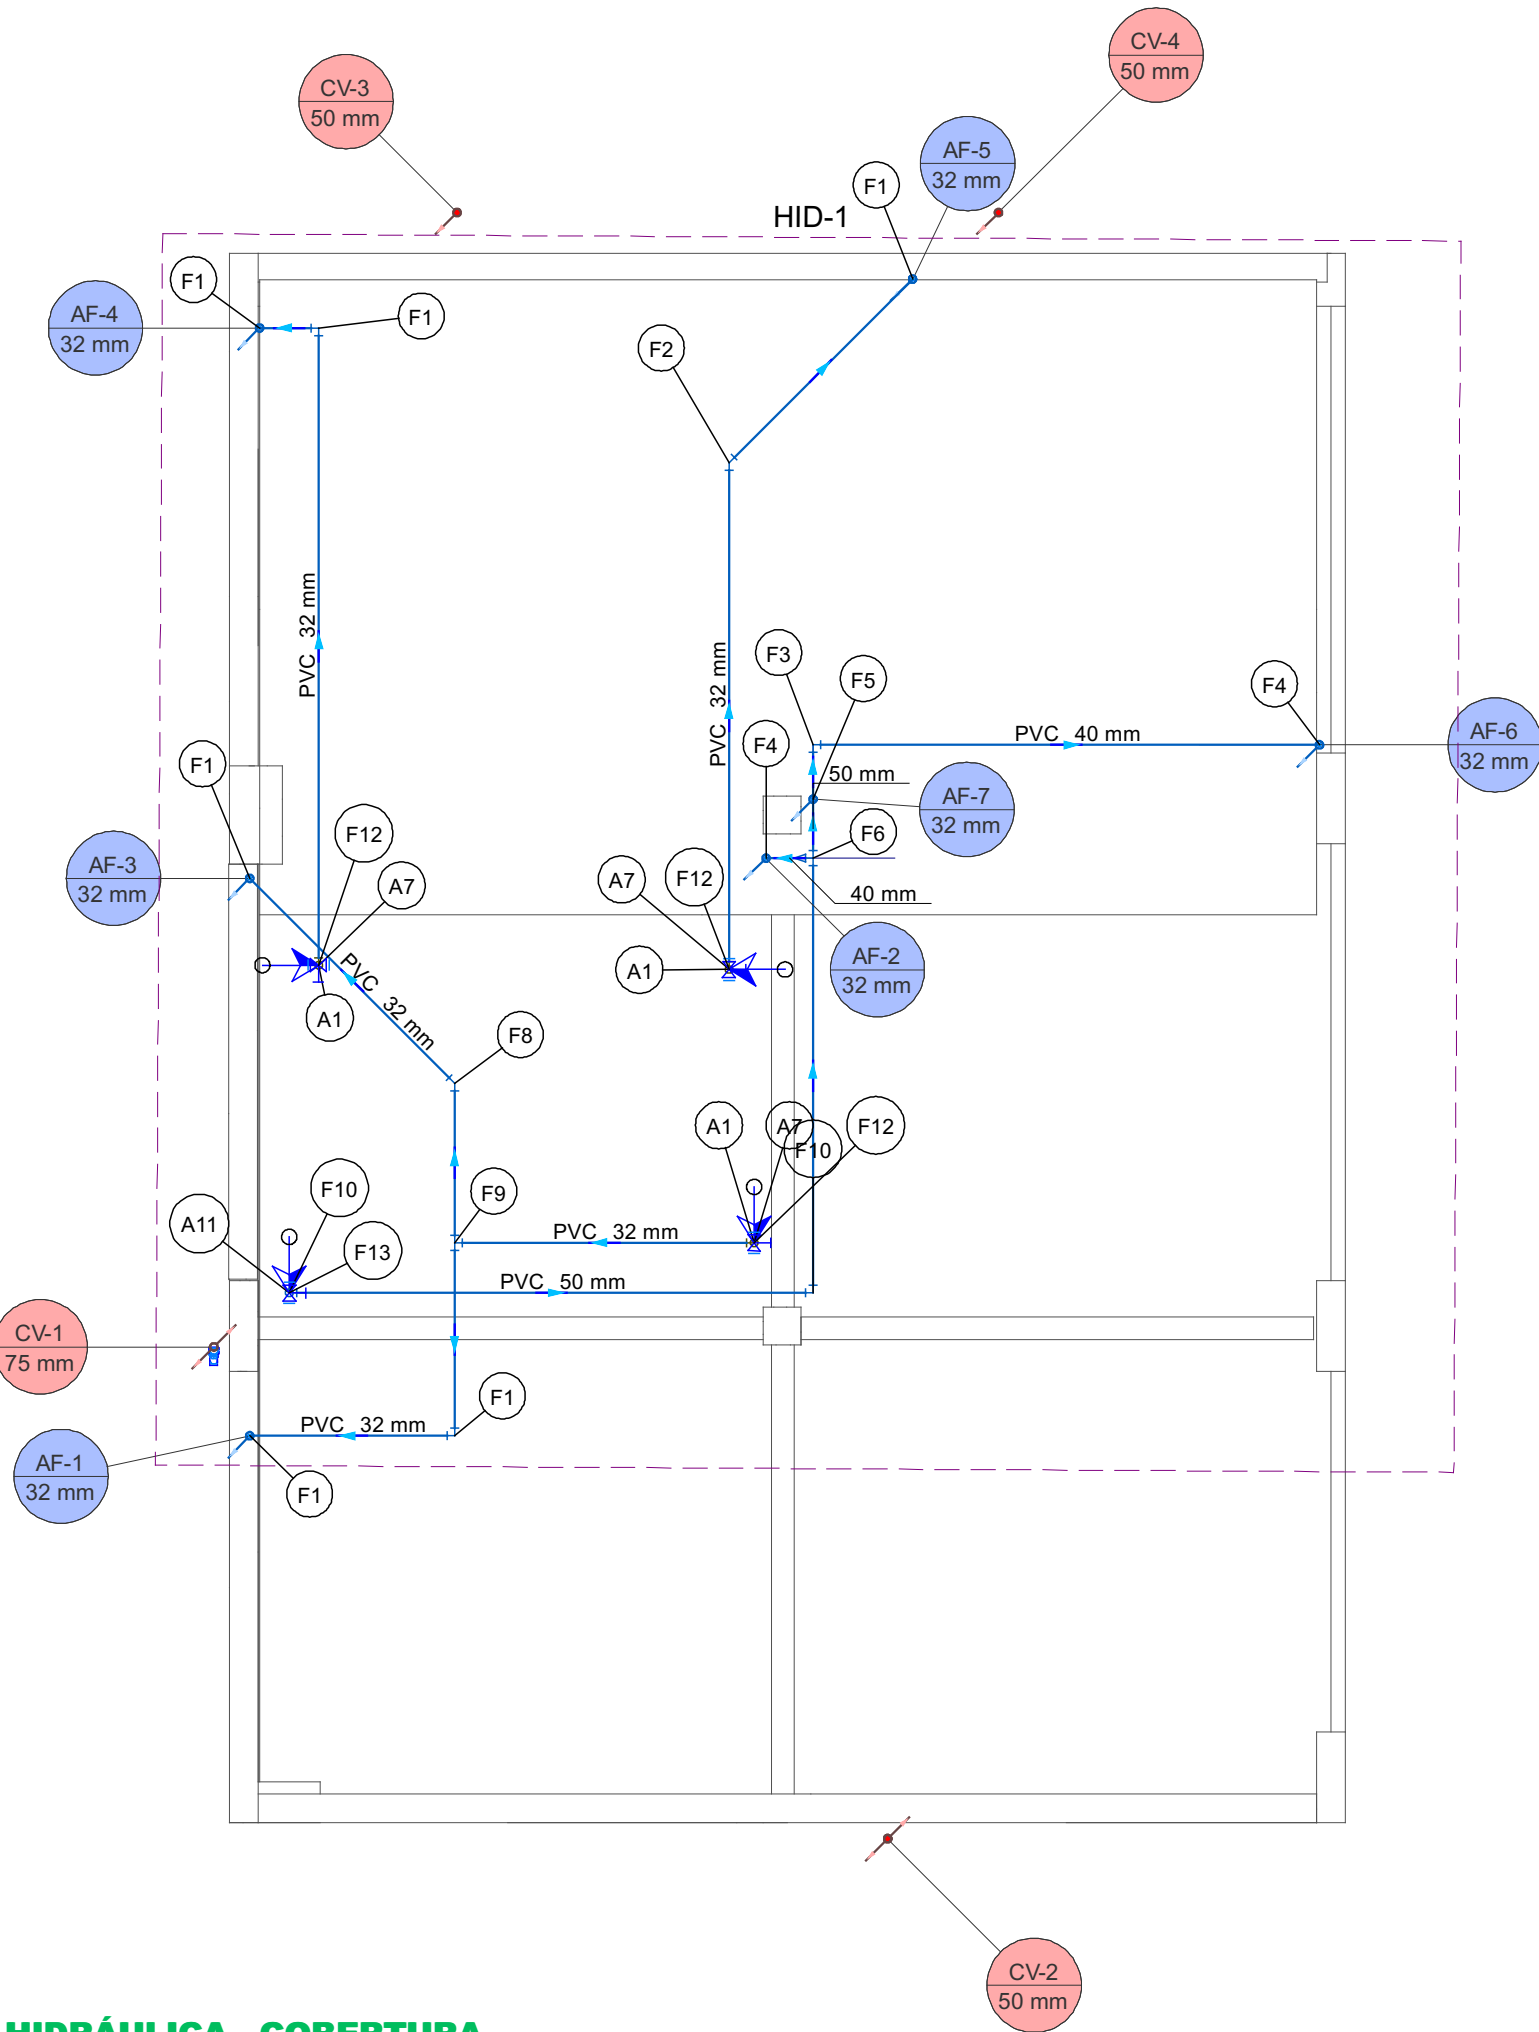 CV-4
50 mm
CV-3
50 mm
AF-5
32 mm
F1
HID-1
F1
AF-4
32 mm
F1
F2
PVC 32 mm
PVC 32 mm
F3
F5
F4
F4
PVC 40 mm
AF-6
32 mm
F1
50 mm
AF-7
32 mm
F12
F6
AF-3
32 mm
A7
A7
F12
40 mm
A1
AF-2
32 mm
A1
PVC 32 mm
F8
A1
A7
F12
F10
F10
F9
A11
F13
PVC 32 mm
PVC 50 mm
CV-1
75 mm
F1
PVC 32 mm
AF-1
32 mm
F1
CV-2
50 mm
HIDRÁULICA - COBERTURA